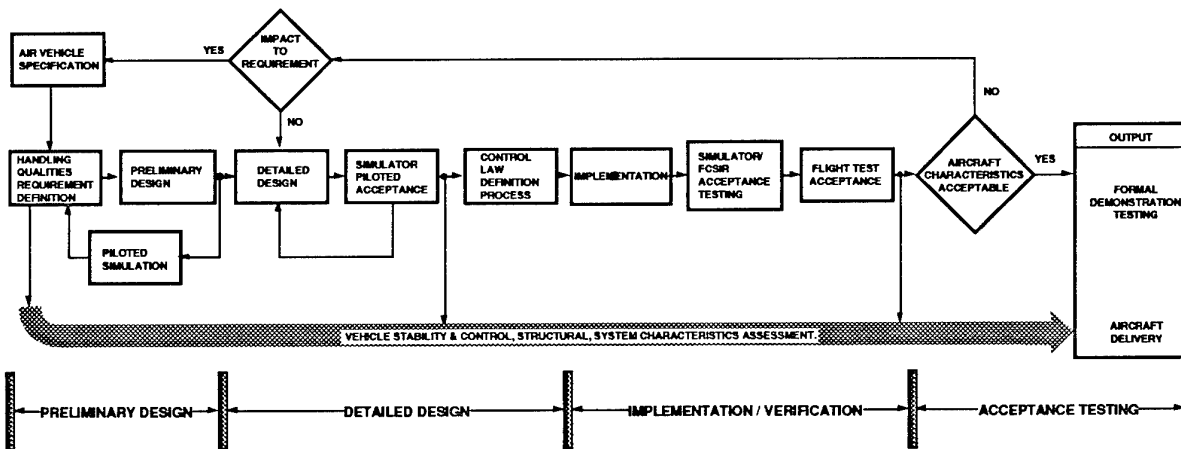 AIR VEHICLE
SPECIFICATION
YES
IMPACT
TO
REQUIREMENT
NO
NO
HANDLING
QUALITIES
REQUIREMENT
DEFINITION
PRELIMINARY
DESIGN
DETAILED
DESIGN
SIMULATOR
PILOTED
ACCEPTANCE
CONTROL
LAW
DEFINITION
PROCESS
IMPLEMENTATION
SIMULATOR/
FCSIR
ACCEPTANCE
TESTING
FLIGHT TEST
ACCEPTANCE
AIRCRAFT
CHARACTERISTICS
ACCEPTABLE
YES
OUTPUT
FORMAL
DEMONSTRATION
TESTING
AIRCRAFT
DELIVERY
PILOTED
SIMULATION
VEHICLE STABILITY & CONTROL, STRUCTURAL, SYSTEM CHARACTERISTICS ASSESSMENT.
PRELIMINARY DESIGN
DETAILED DESIGN
IMPLEMENTATION / VERIFICATION
ACCEPTANCE TESTING